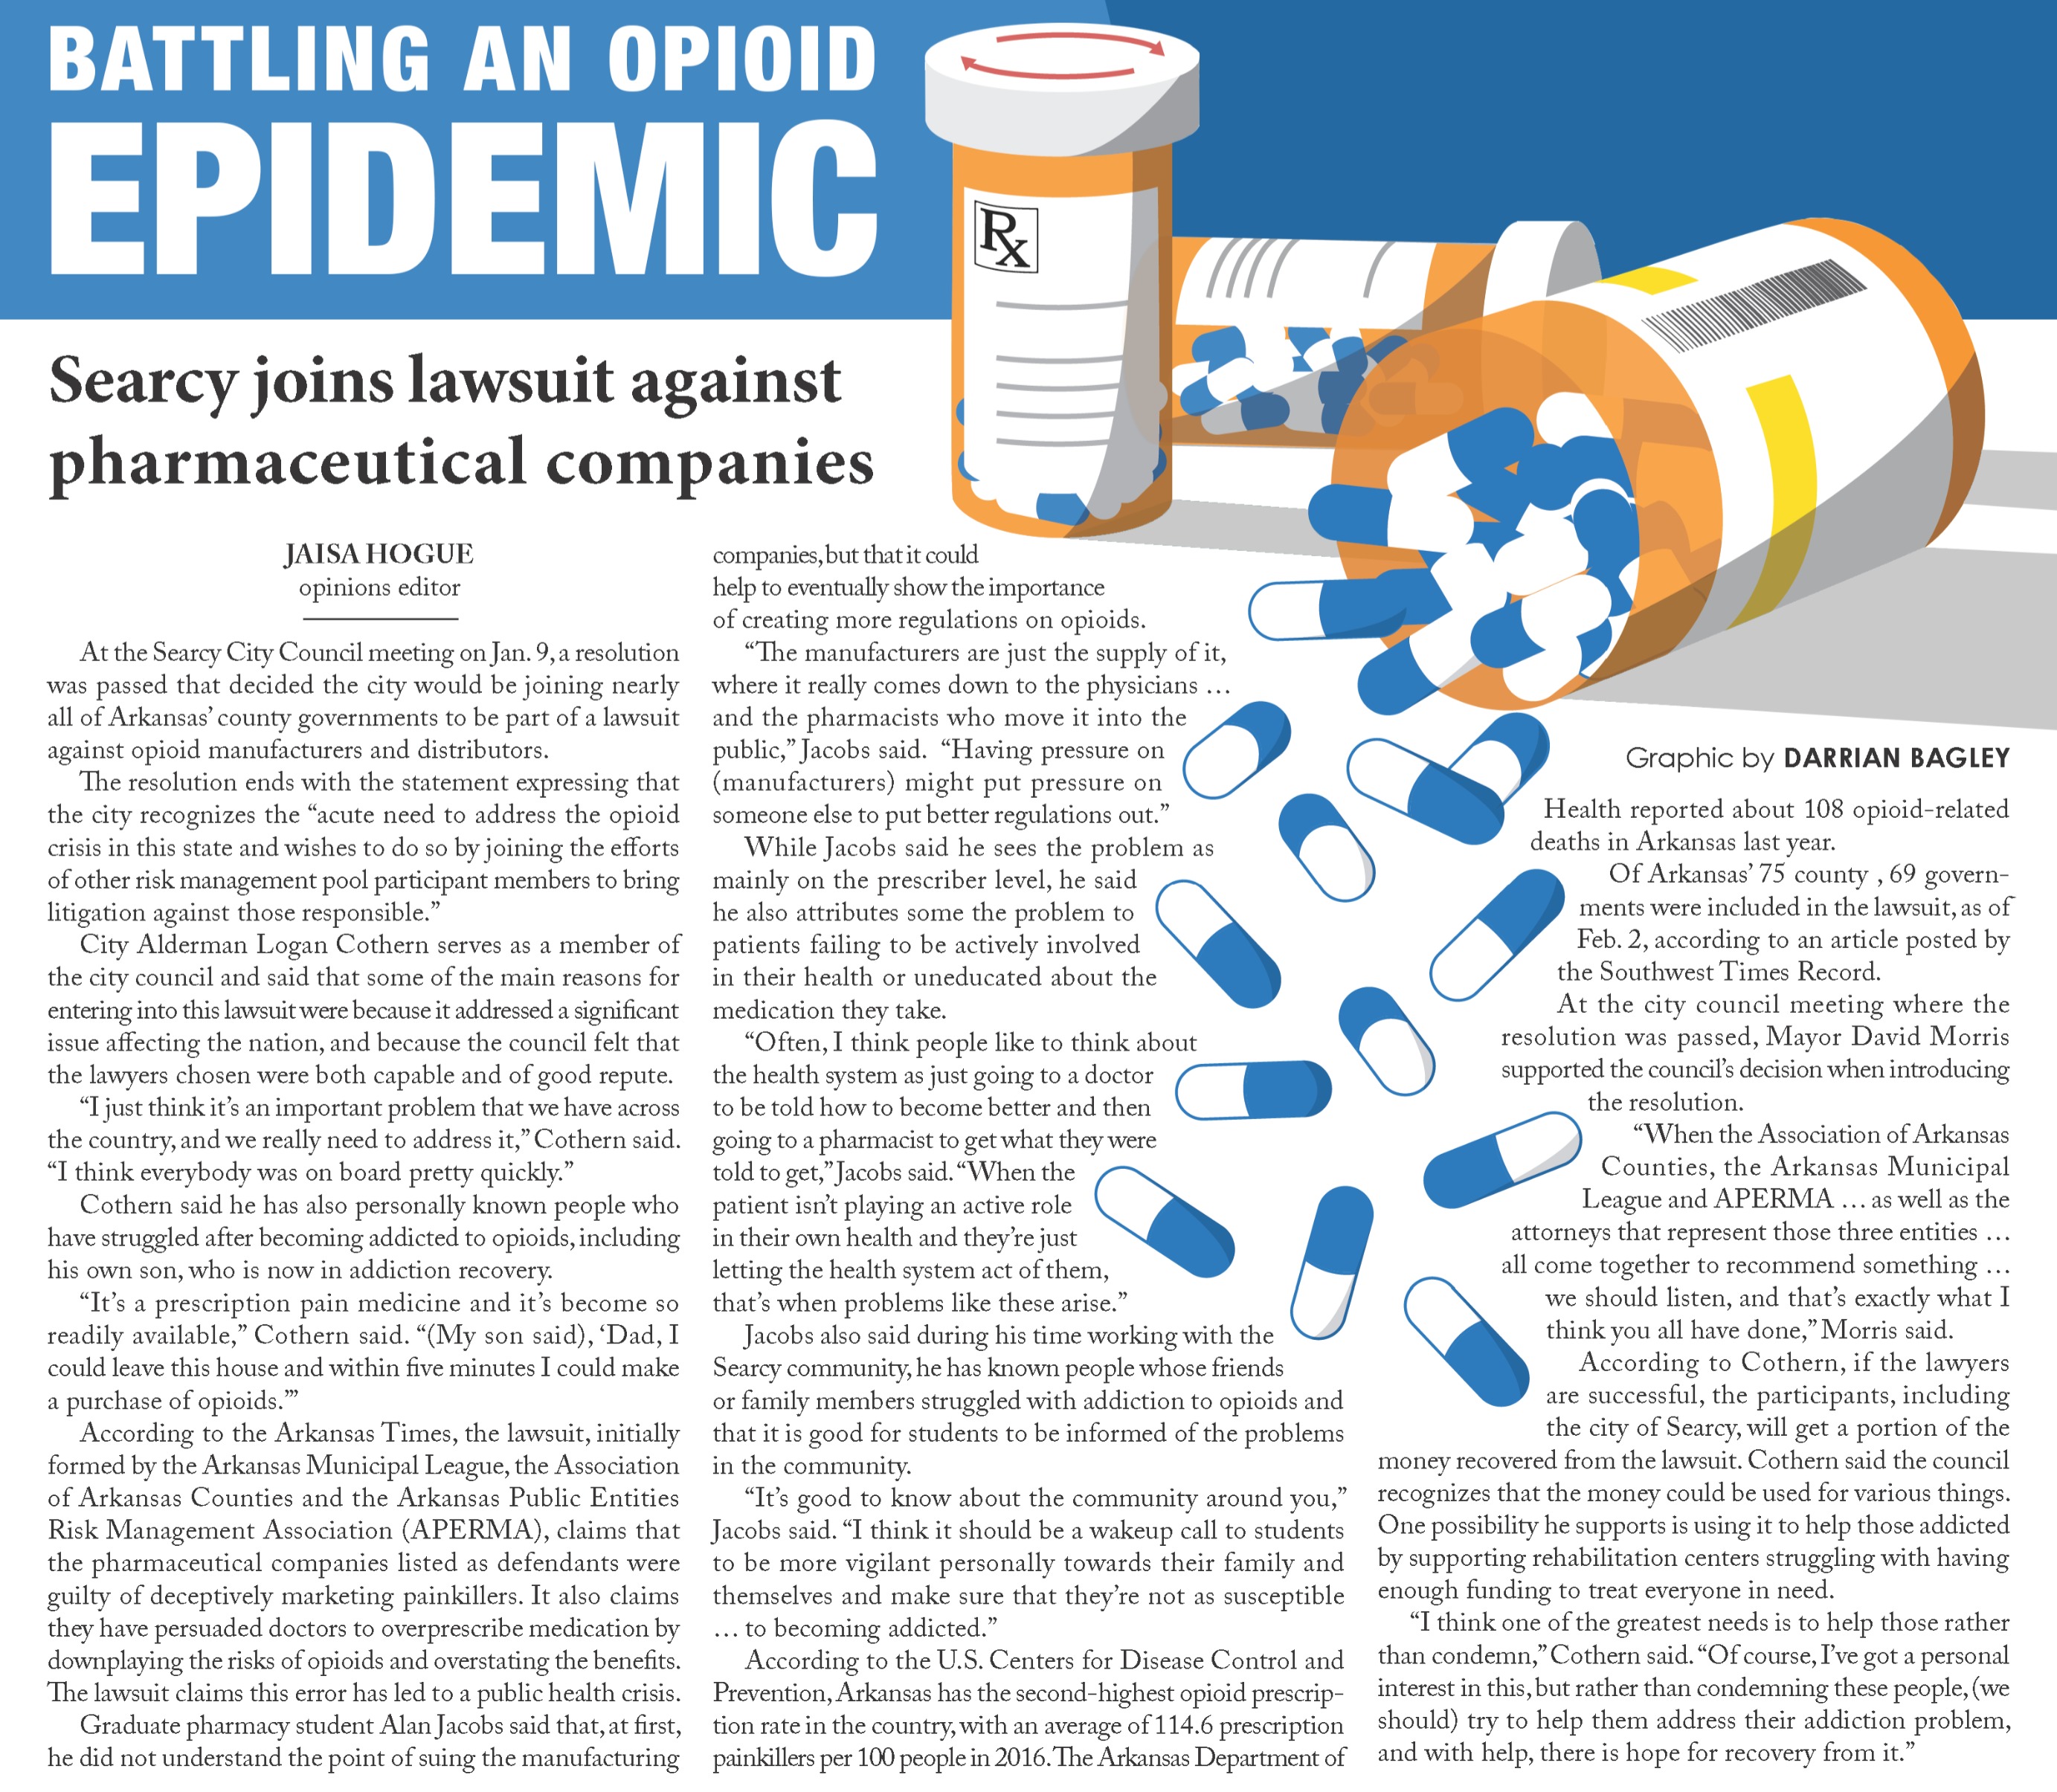 BATTLING AN OPIOID
EPIDEMIC
Rx
Searcy joins lawsuit against
pharmaceutical companies
JAISA HOGUE
opinions editor
At the Searcy City Council meeting on Jan. 9, a resolution
was passed that decided the city would be joining nearly
all of Arkansas’ county governments to be part of a lawsuit
against opioid manufacturers and distributors.
The resolution ends with the statement expressing that
the city recognizes the “acute need to address the opioid
crisis in this state and wishes to do so by joining the efforts
of other risk management pool participant members to bring
litigation against those responsible.”
City Alderman Logan Cothern serves as a member of
the city council and said that some of the main reasons for
entering into this lawsuit were because it addressed a significant
issue affecting the nation, and because the council felt that
the lawyers chosen were both capable and of good repute.
“I just think it’s an important problem that we have across
the country, and we really need to address it,” Cothern said.
“I think everybody was on board pretty quickly.”
Cothern said he has also personally known people who
have struggled after becoming addicted to opioids, including
his own son, who is now in addiction recovery.
“It’s a prescription pain medicine and it’s become so
readily available,” Cothern said. “(My son said), ‘Dad, I
could leave this house and within five minutes I could make
a purchase of opioids.’”
According to the Arkansas Times, the lawsuit, initially
formed by the Arkansas Municipal League, the Association
of Arkansas Counties and the Arkansas Public Entities
Risk Management Association (APERMA), claims that
the pharmaceutical companies listed as defendants were
guilty of deceptively marketing painkillers. It also claims
they have persuaded doctors to overprescribe medication by
downplaying the risks of opioids and overstating the benefits.
The lawsuit claims this error has led to a public health crisis.
Graduate pharmacy student Alan Jacobs said that, at first,
he did not understand the point of suing the manufacturing
companies, but that it could
help to eventually show the importance
of creating more regulations on opioids.
“The manufacturers are just the supply of it,
where it really comes down to the physicians …
and the pharmacists who move it into the
public,” Jacobs said. “Having pressure on
(manufacturers) might put pressure on
someone else to put better regulations out.”
While Jacobs said he sees the problem as
mainly on the prescriber level, he said
he also attributes some the problem to
patients failing to be actively involved
in their health or uneducated about the
medication they take.
“Often, I think people like to think about
the health system as just going to a doctor
to be told how to become better and then
going to a pharmacist to get what they were
told to get,” Jacobs said. “When the
patient isn’t playing an active role
in their own health and they’re just
letting the health system act of them,
that’s when problems like these arise.”
Jacobs also said during his time working with the
Searcy community, he has known people whose friends
or family members struggled with addiction to opioids and
that it is good for students to be informed of the problems
in the community.
“It’s good to know about the community around you,”
Jacobs said. “I think it should be a wakeup call to students
to be more vigilant personally towards their family and
themselves and make sure that they’re not as susceptible
… to becoming addicted.”
According to the U.S. Centers for Disease Control and
Prevention, Arkansas has the second-highest opioid prescrip-
tion rate in the country, with an average of 114.6 prescription
painkillers per 100 people in 2016. The Arkansas Department of
Graphic by DARRIAN BAGLEY
Health reported about 108 opioid-related
deaths in Arkansas last year.
Of Arkansas’ 75 county , 69 govern-
ments were included in the lawsuit, as of
Feb. 2, according to an article posted by
the Southwest Times Record.
At the city council meeting where the
resolution was passed, Mayor David Morris
supported the council’s decision when introducing
the resolution.
“When the Association of Arkansas
Counties, the Arkansas Municipal
League and APERMA … as well as the
attorneys that represent those three entities …
all come together to recommend something …
we should listen, and that’s exactly what I
think you all have done,” Morris said.
According to Cothern, if the lawyers
are successful, the participants, including
the city of Searcy, will get a portion of the
money recovered from the lawsuit. Cothern said the council
recognizes that the money could be used for various things.
One possibility he supports is using it to help those addicted
by supporting rehabilitation centers struggling with having
enough funding to treat everyone in need.
“I think one of the greatest needs is to help those rather
than condemn,” Cothern said. “Of course, I’ve got a personal
interest in this, but rather than condemning these people, (we
should) try to help them address their addiction problem,
and with help, there is hope for recovery from it.”